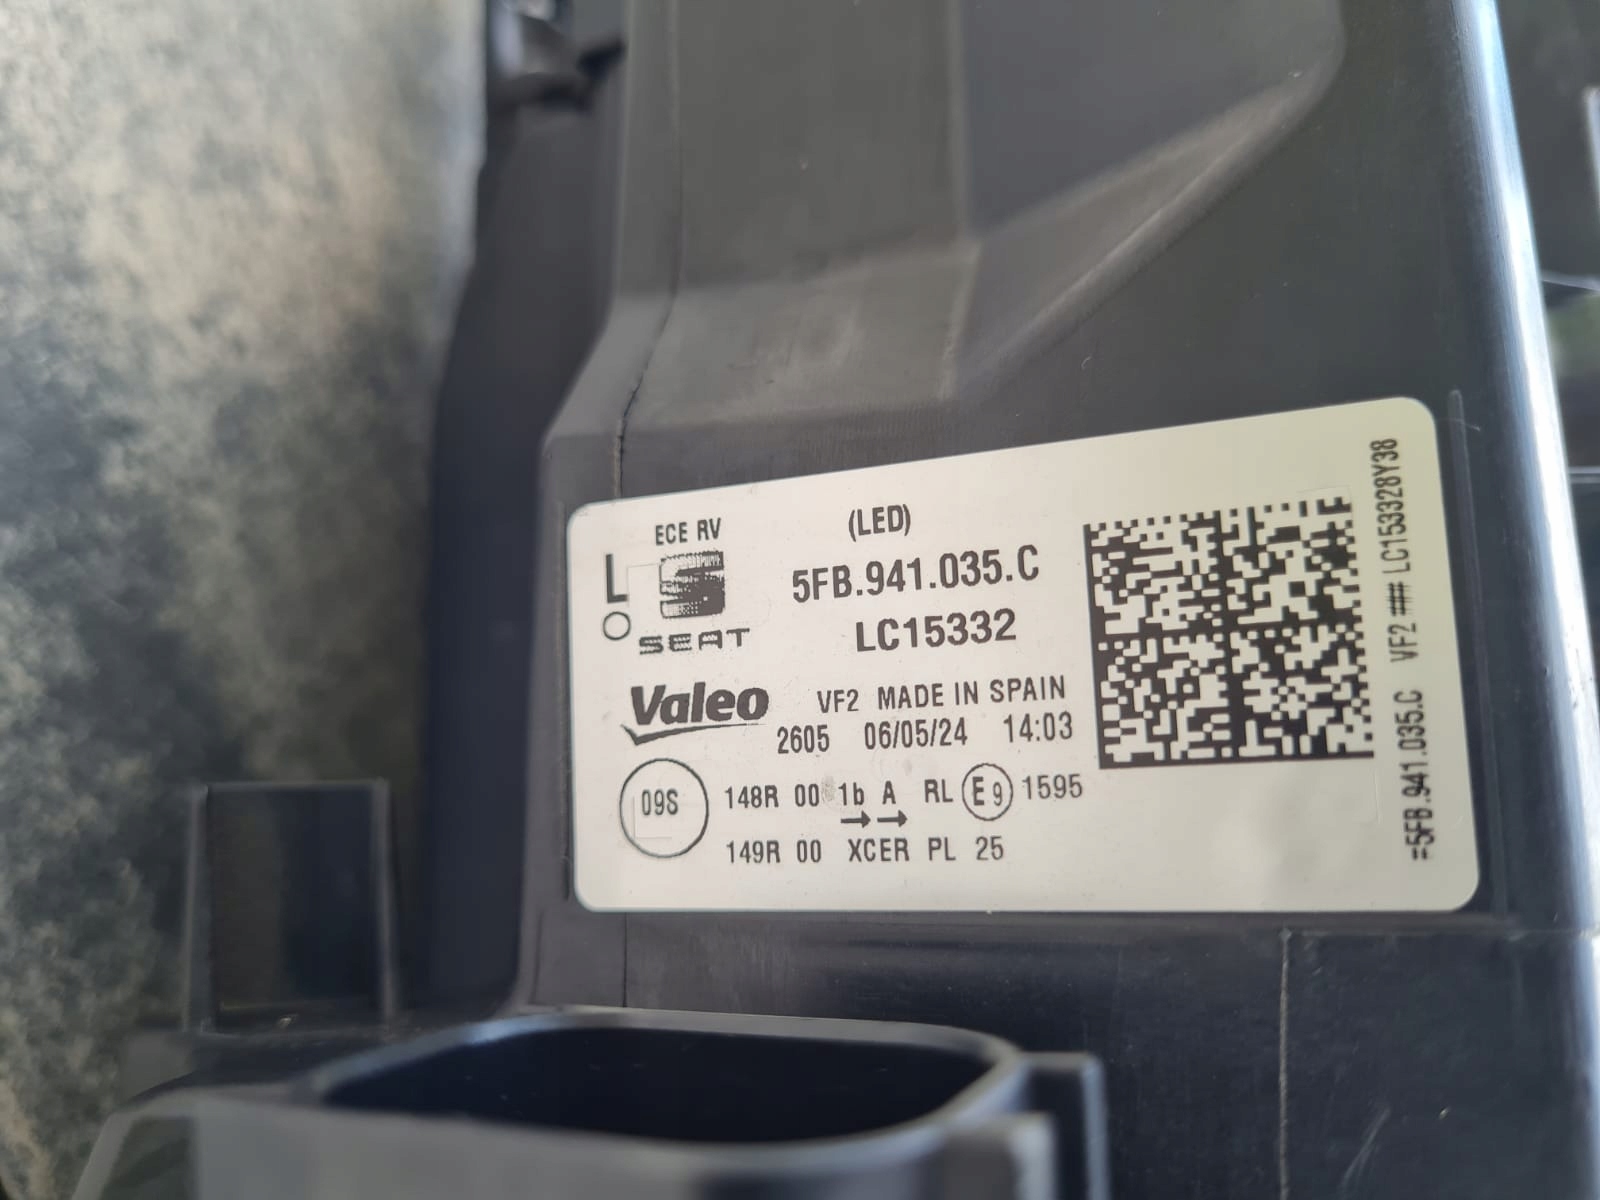 ECE RV
(LED)
L
5FB.941.035.C
SEAT
LC15332
Valeo
VF2 MADE IN SPAIN
2605 06/05/24 14:03
09S
148R 00 1b A RL E9 1595
→ →
149R 00 XCER PL 25
=5FB.941.035.C VF2 ### LC153328Y38